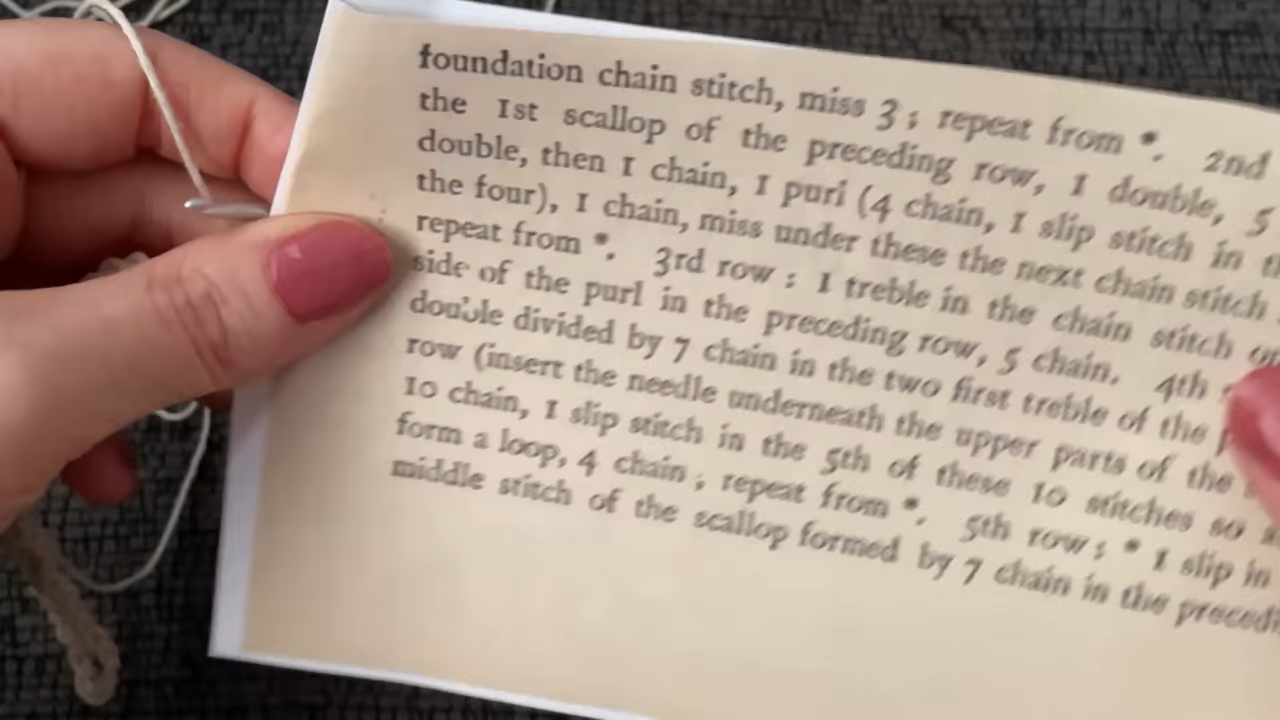 foundation chain stitch, miss 3; repeat from *. 2nd
the 1st scallop of the preceding row, 1 double, 5
double, then 1 chain, 1 purl (4 chain, 1 slip stitch in
the four), 1 chain, miss under these the next chain stitch
repeat from *. 3rd row: 1 treble in the chain stitch
side of the purl in the preceding row, 5 chain. 4th
double divided by 7 chain in the two first treble of the
row (insert the needle underneath the upper parts of the
10 chain, 1 slip stitch in the 5th of these 10 stitches so
form a loop, 4 chain; repeat from *. 5th row: * 1 slip in
middle stitch of the scallop formed by 7 chain in the